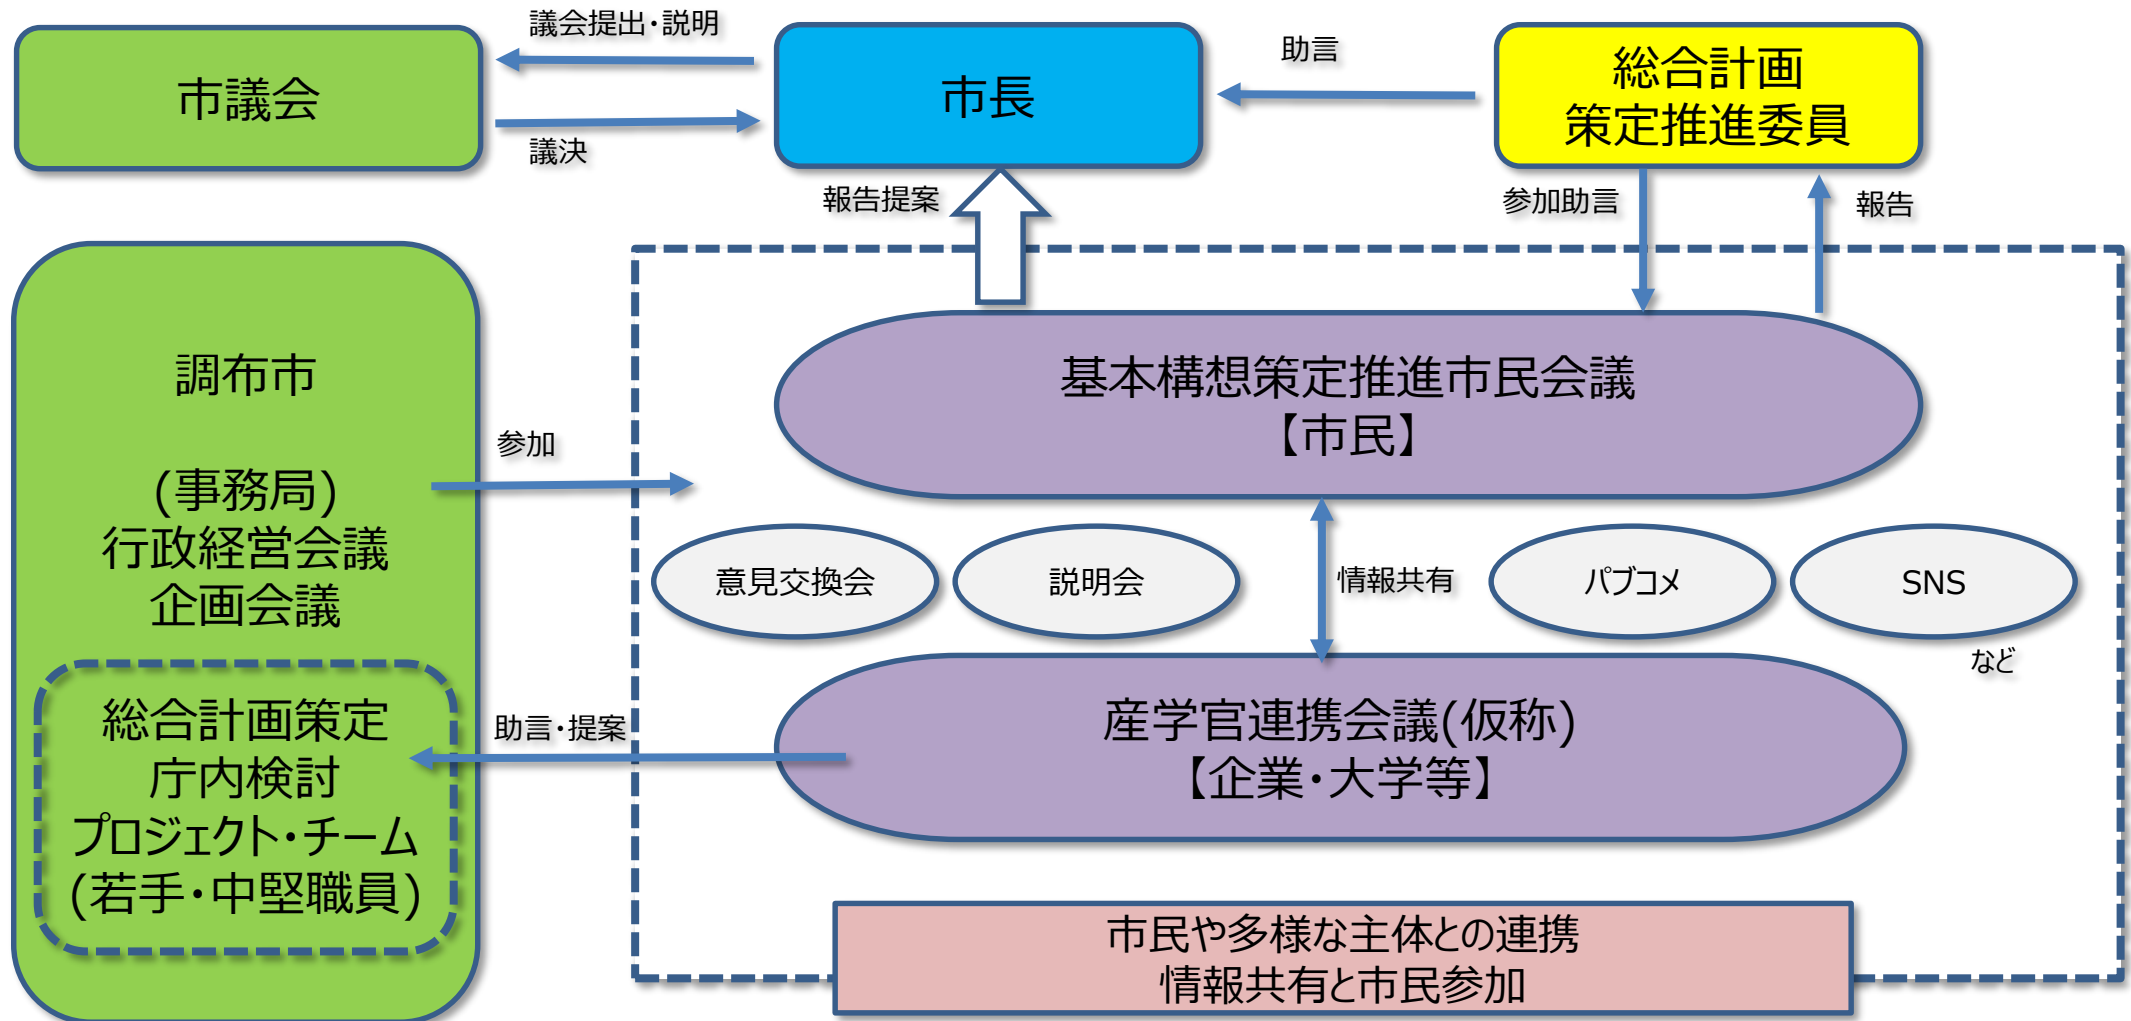 議会提出・説明
市議会
議決
市長
助言
総合計画
策定推進委員
報告提案
参加助言
報告
調布市
(事務局)
行政経営会議
企画会議
総合計画策定
庁内検討
プロジェクト・チーム
(若手・中堅職員)
参加
助言・提案
基本構想策定推進市民会議
【市民】
意見交換会
説明会
情報共有
パブコメ
SNS
など
産学官連携会議(仮称)
【企業・大学等】
市民や多様な主体との連携
情報共有と市民参加